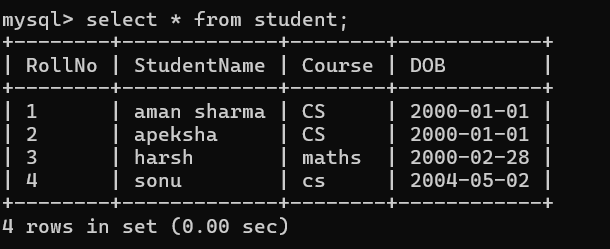 mysql> select * from student;
+--------+--------------+--------+------------+
| RollNo | StudentName | Course | DOB |
+--------+--------------+--------+------------+
| 1 | aman sharma | CS | 2000-01-01 |
| 2 | apeksha | CS | 2000-01-01 |
| 3 | harsh | maths | 2000-02-28 |
| 4 | sonu | cs | 2004-05-02 |
+--------+--------------+--------+------------+
4 rows in set (0.00 sec)